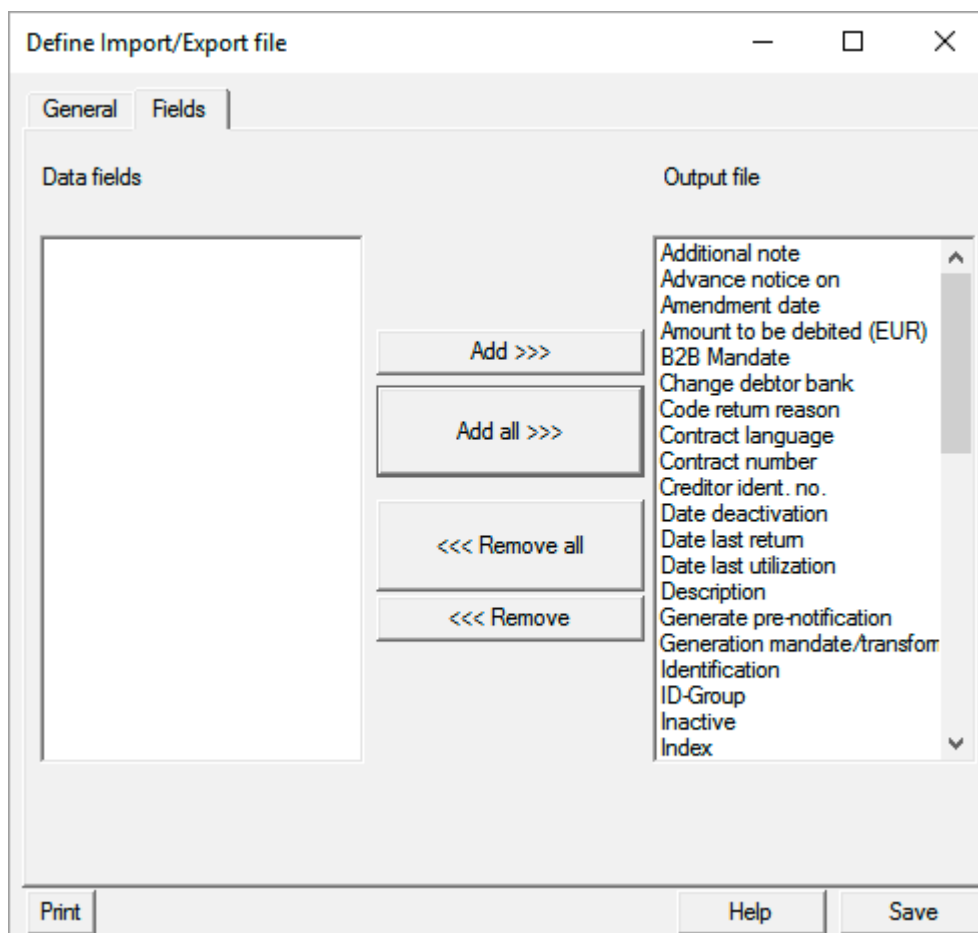 Define Import/Export file
General Fields
Data fields
Output file
Add >>>
Add all >>>
<<< Remove all
<<< Remove
Additional note
Advance notice on
Amendment date
Amount to be debited (EUR)
B2B Mandate
Change debtor bank
Code return reason
Contract language
Contract number
Creditor ident. no.
Date deactivation
Date last return
Date last utilization
Description
Generate pre-notification
Generation mandate/transfom
Identification
ID-Group
Inactive
Index
Print Help Save